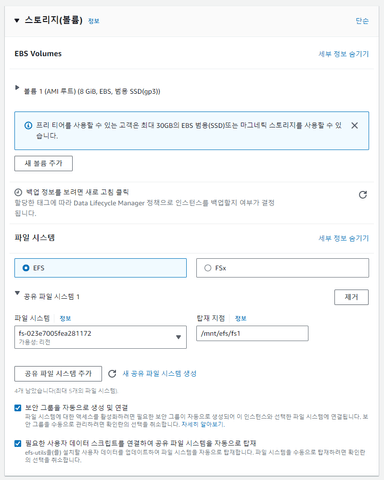 스토리지(볼륨) 정보
단순
EBS Volumes
세부 정보 숨기기
볼륨 1 (AMI 루트) (8 GiB, EBS, 범용 SSD(gp3))
프리 티어를 사용할 수 있는 고객은 최대 30GB의 EBS 범용(SSD)또는 마그네틱 스토리지를 사용할 수 있
습니다.
새 볼륨 추가
백업 정보를 보려면 새로 고침 클릭
할당한 태그에 따라 Data Lifecycle Manager 정책으로 인스턴스를 백업할지 여부가 결정
됩니다.
파일 시스템
세부 정보 숨기기
EFS
FSx
공유 파일 시스템 1
제거
파일 시스템 정보
탑재 지점 정보
fs-023e7005fea281172
가용성: 리전
/mnt/efs/fs1
공유 파일 시스템 추가
새 공유 파일 시스템 생성
4개 남았습니다(최대 5개의 파일 시스템).
보안 그룹을 자동으로 생성 및 연결
파일 시스템에 대한 액세스를 활성화하려면 필요한 보안 그룹이 자동으로 생성되어 이 인스턴스와 선택한 파일 시스템에 연결됩니다. 보
안 그룹을 수동으로 관리하려면 확인란의 선택을 취소합니다. 자세히 알아보기.
필요한 사용자 데이터 스크립트를 연결하여 공유 파일 시스템을 자동으로 탑재
efs-utils을(를) 설치할 사용자 데이터를 업데이트하여 파일 시스템을 자동으로 탑재합니다. 파일 시스템을 수동으로 탑재하려면 확인란
의 선택을 취소합니다.